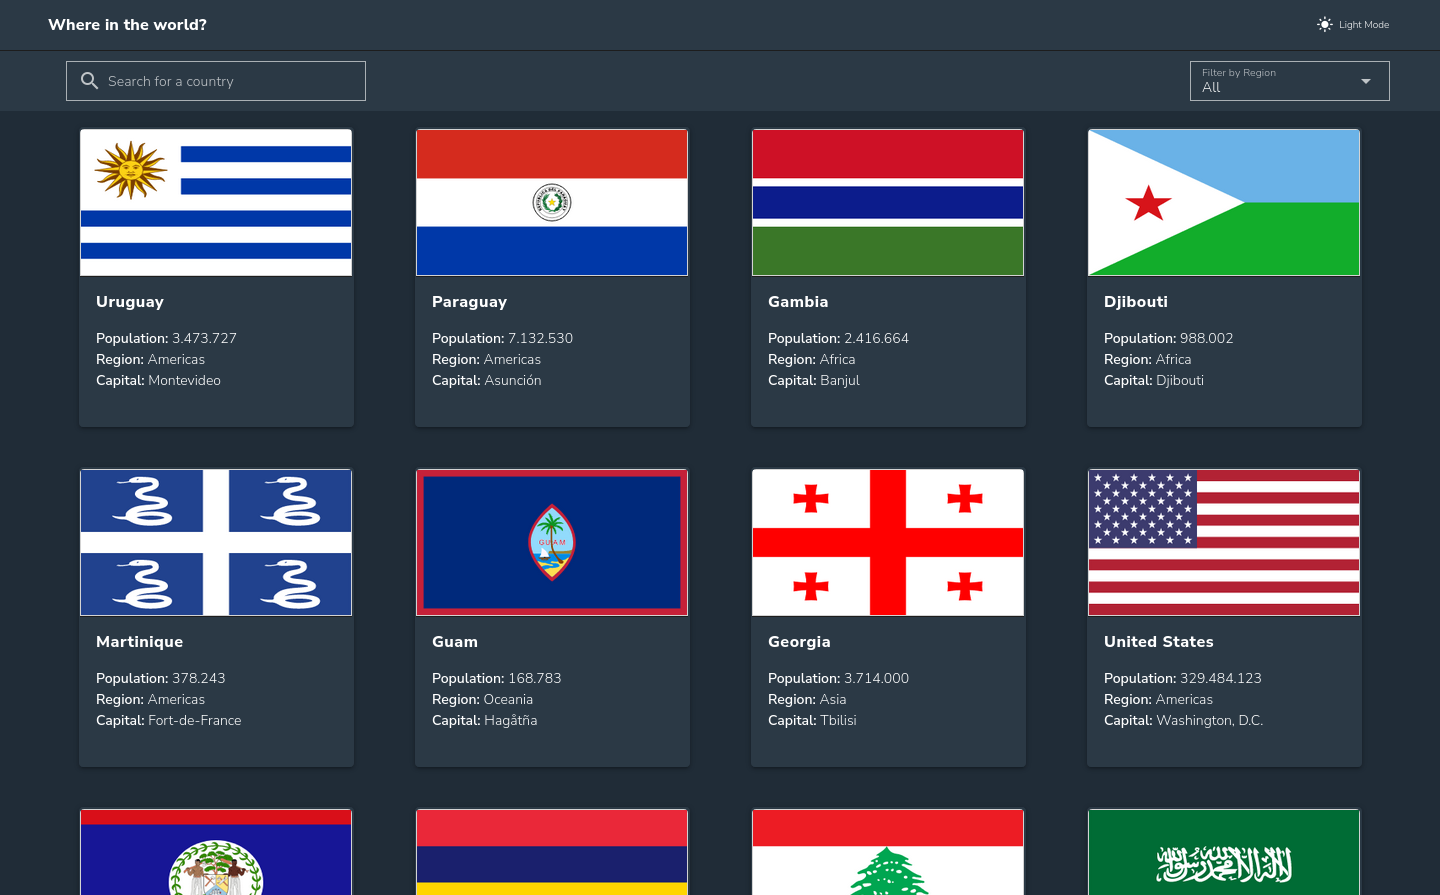 Where in the world?
Light Mode
Search for a country
Filter by Region
All
Uruguay
Population: 3.473.727
Region: Americas
Capital: Montevideo
Paraguay
Population: 7.132.530
Region: Americas
Capital: Asunción
Gambia
Population: 2.416.664
Region: Africa
Capital: Banjul
Djibouti
Population: 988.002
Region: Africa
Capital: Djibouti
GUAM
Martinique
Population: 378.243
Region: Americas
Capital: Fort-de-France
Guam
Population: 168.783
Region: Oceania
Capital: Hagåtña
Georgia
Population: 3.714.000
Region: Asia
Capital: Tbilisi
United States
Population: 329.484.123
Region: Americas
Capital: Washington, D.C.